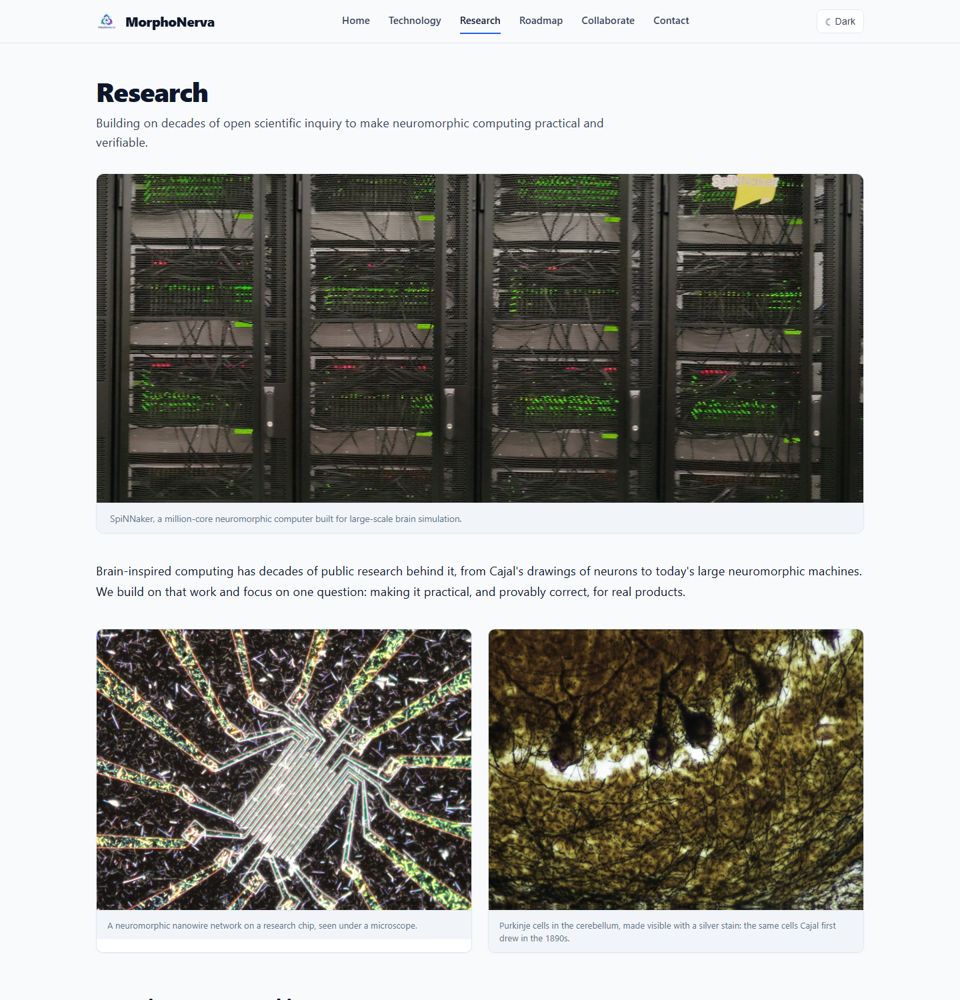 MorphoNerva
Home Technology Research Roadmap Collaborate Contact
☾ Dark
Research
Building on decades of open scientific inquiry to make neuromorphic computing practical and
verifiable.
SpiNNaker, a million-core neuromorphic computer built for large-scale brain simulation.
Brain-inspired computing has decades of public research behind it, from Cajal's drawings of neurons to today's large neuromorphic machines.
We build on that work and focus on one question: making it practical, and provably correct, for real products.
A neuromorphic nanowire network on a research chip, seen under a microscope.
Purkinje cells in the cerebellum, made visible with a silver stain: the same cells Cajal first
drew in the 1890s.